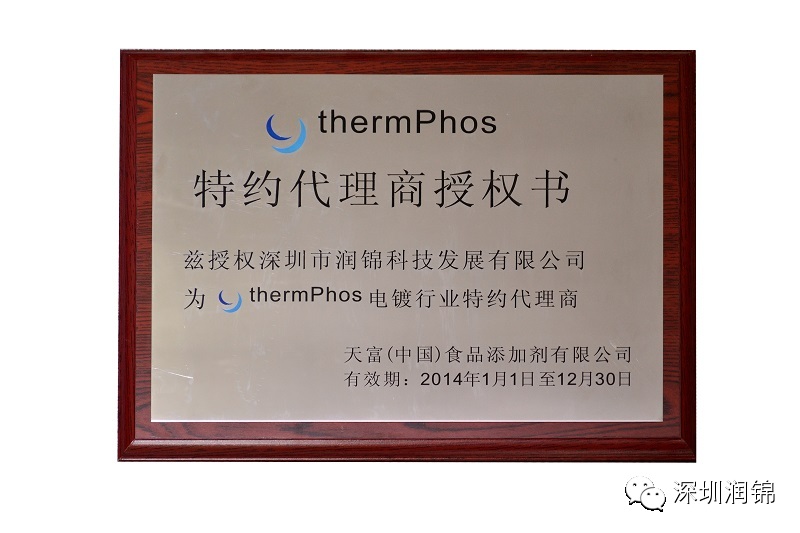 thermPhos
特约代理商授权书
兹授权深圳市润锦科技发展有限公司
为 thermPhos 电镀行业特约代理商
天富(中国)食品添加剂有限公司
有效期：2014年1月1日至12月30日
深圳润锦